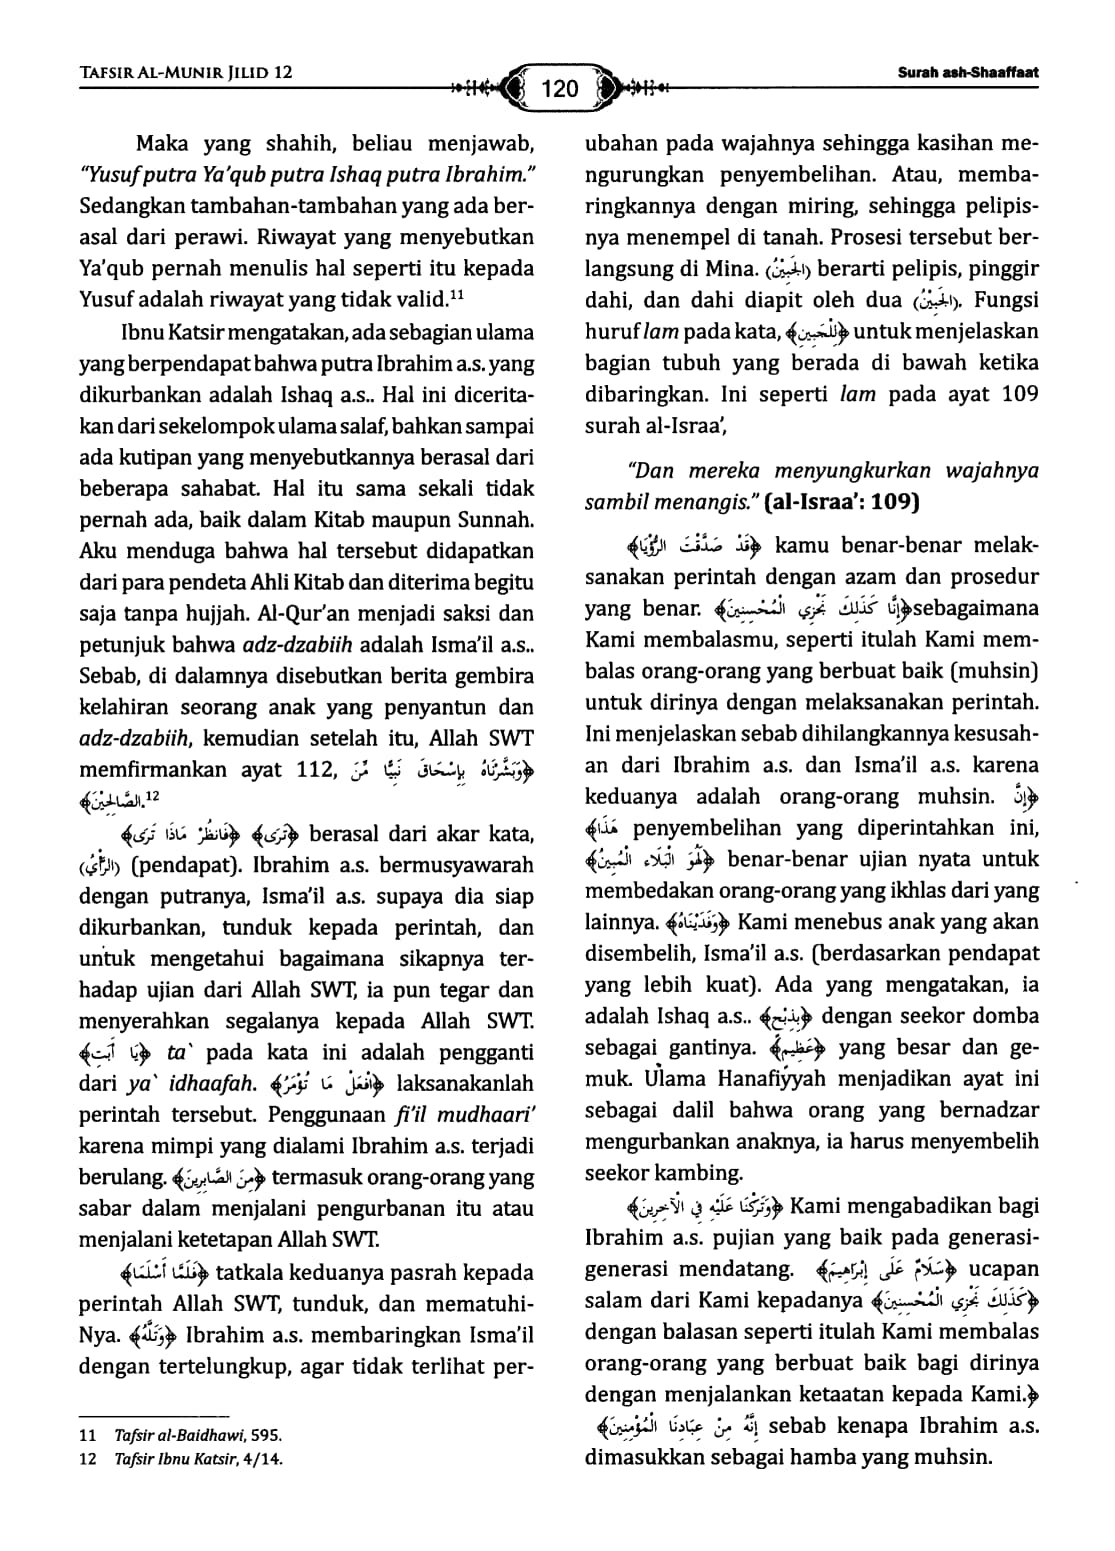 TAFSIR AL-MUNIR JILID 12
120
Surah ash-Shaaffaat
Maka yang shahih, beliau menjawab,
“Yusuf putra Ya’qub putra Ishaq putra Ibrahim.”
Sedangkan tambahan-tambahan yang ada ber-
asal dari perawi. Riwayat yang menyebutkan
Ya’qub pernah menulis hal seperti itu kepada
Yusuf adalah riwayat yang tidak valid.¹¹
Ibnu Katsir mengatakan, ada sebagian ulama
yang berpendapat bahwa putra Ibrahim a.s. yang
dikurbankan adalah Ishaq a.s.. Hal ini dicerita-
kan dari sekelompok ulama salaf, bahkan sampai
ada kutipan yang menyebutkannya berasal dari
beberapa sahabat. Hal itu sama sekali tidak
pernah ada, baik dalam Kitab maupun Sunnah.
Aku menduga bahwa hal tersebut didapatkan
dari para pendeta Ahli Kitab dan diterima begitu
saja tanpa hujjah. Al-Qur’an menjadi saksi dan
petunjuk bahwa adz-dzabiih adalah Isma’il a.s..
Sebab, di dalamnya disebutkan berita gembira
kelahiran seorang anak yang penyantun dan
adz-dzabiih, kemudian setelah itu, Allah SWT
memfirmankan ayat 112, ﴿وَبَشَّرْنَاهُ بِإِسْحَاقَ نَبِيًّا مِّنَ
الصَّالِحِيْنَ﴾.¹²
﴿فَانظُرْ مَاذَا تَرَى﴾ ﴿تَرَى﴾ berasal dari akar kata,
(الرَّأْيُ) (pendapat). Ibrahim a.s. bermusyawarah
dengan putranya, Isma’il a.s. supaya dia siap
dikurbankan, tunduk kepada perintah, dan
untuk mengetahui bagaimana sikapnya ter-
hadap ujian dari Allah SWT, ia pun tegar dan
menyerahkan segalanya kepada Allah SWT.
﴿يَا أَبَتِ﴾ ta` pada kata ini adalah pengganti
dari ya` idhaafah. ﴿افْعَلْ مَا تُؤْمَرُ﴾ laksanakanlah
perintah tersebut. Penggunaan fi’il mudhaari’
karena mimpi yang dialami Ibrahim a.s. terjadi
berulang. ﴿مِنَ الصَّابِرِينَ﴾ termasuk orang-orang yang
sabar dalam menjalani pengurbanan itu atau
menjalani ketetapan Allah SWT.
﴿فَلَمَّا أَسْلَمَا﴾ tatkala keduanya pasrah kepada
perintah Allah SWT, tunduk, dan mematuhi-
Nya. ﴿وَتَلَّهُ﴾ Ibrahim a.s. membaringkan Isma’il
dengan tertelungkup, agar tidak terlihat per-
11 Tafsir al-Baidhawi, 595.
12 Tafsir Ibnu Katsir, 4/14.
ubahan pada wajahnya sehingga kasihan me-
ngurungkan penyembelihan. Atau, memba-
ringkannya dengan miring, sehingga pelipis-
nya menempel di tanah. Prosesi tersebut ber-
langsung di Mina. (الجَبِيْنُ) berarti pelipis, pinggir
dahi, dan dahi diapit oleh dua (الجَبِيْنُ). Fungsi
huruf lam pada kata, ﴿لِلْجَبِينِ﴾ untuk menjelaskan
bagian tubuh yang berada di bawah ketika
dibaringkan. Ini seperti lam pada ayat 109
surah al-Israa’,
“Dan mereka menyungkurkan wajahnya
sambil menangis.” (al-Israa’: 109)
﴿قَدْ صَدَّقْتَ الرُّؤْيَا﴾ kamu benar-benar melak-
sanakan perintah dengan azam dan prosedur
yang benar. ﴿إِنَّا كَذَلِكَ نَجْزِي الْمُحْسِنِينَ﴾sebagaimana
Kami membalasmu, seperti itulah Kami mem-
balas orang-orang yang berbuat baik (muhsin)
untuk dirinya dengan melaksanakan perintah.
Ini menjelaskan sebab dihilangkannya kesusah-
an dari Ibrahim a.s. dan Isma’il a.s. karena
keduanya adalah orang-orang muhsin. ﴿إِنَّ
هَذَا﴾ penyembelihan yang diperintahkan ini,
﴿لَهُوَ الْبَلَاء الْمُبِينُ﴾ benar-benar ujian nyata untuk
membedakan orang-orang yang ikhlas dari yang
lainnya. ﴿وَفَدَيْنَاهُ﴾ Kami menebus anak yang akan
disembelih, Isma’il a.s. (berdasarkan pendapat
yang lebih kuat). Ada yang mengatakan, ia
adalah Ishaq a.s.. ﴿بِذِبْحٍ﴾ dengan seekor domba
sebagai gantinya. ﴿عَظِيمٍ﴾ yang besar dan ge-
muk. Ulama Hanafiyyah menjadikan ayat ini
sebagai dalil bahwa orang yang bernadzar
mengurbankan anaknya, ia harus menyembelih
seekor kambing.
﴿وَتَرَكْنَا عَلَيْهِ فِي الْآخِرِينَ﴾ Kami mengabadikan bagi
Ibrahim a.s. pujian yang baik pada generasi-
generasi mendatang. ﴿سَلَامٌ عَلَى إِبْرَاهِيمَ﴾ ucapan
salam dari Kami kepadanya ﴿كَذَلِكَ نَجْزِي الْمُحْسِنِينَ﴾
dengan balasan seperti itulah Kami membalas
orang-orang yang berbuat baik bagi dirinya
dengan menjalankan ketaatan kepada Kami.﴿
إِنَّهُ مِنْ عِبَادِنَا الْمُؤْمِنِينَ﴾ sebab kenapa Ibrahim a.s.
dimasukkan sebagai hamba yang muhsin.